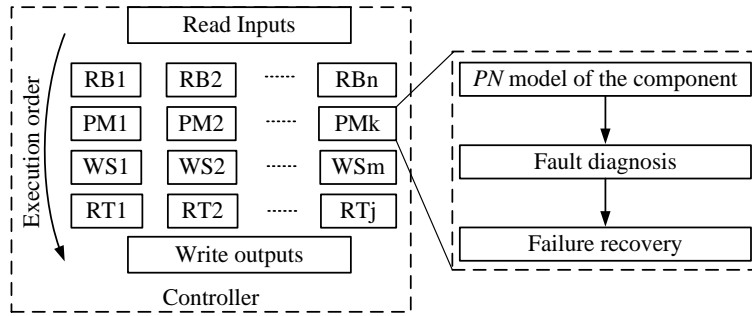 Read Inputs
RB1 RB2 ...... RBn
PM1 PM2 ...... PMk
WS1 WS2 ...... WSm
RT1 RT2 ...... RTj
Write outputs
Controller
Execution order
PN model of the component
Fault diagnosis
Failure recovery